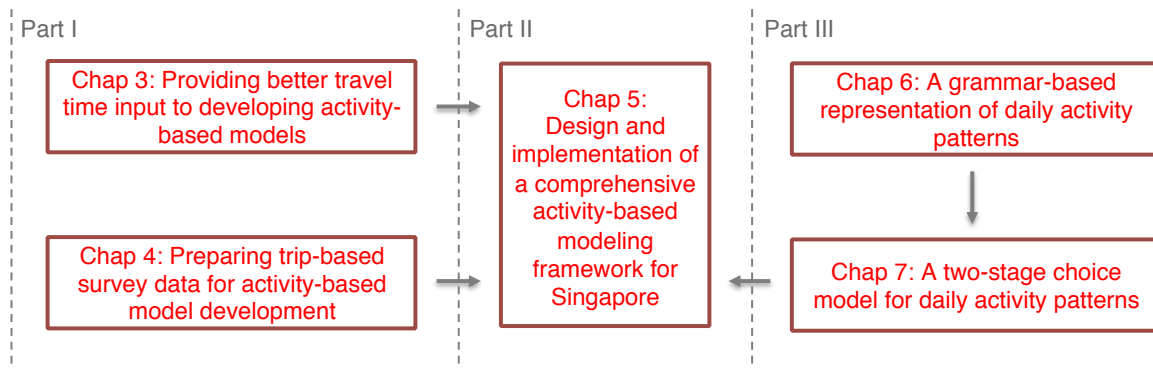 Part I
Chap 3: Providing better travel
time input to developing activity-
based models
Chap 4: Preparing trip-based
survey data for activity-based
model development
Part II
Chap 5:
Design and
implementation of
a comprehensive
activity-based
modeling
framework for
Singapore
Part III
Chap 6: A grammar-based
representation of daily activity
patterns
Chap 7: A two-stage choice
model for daily activity patterns